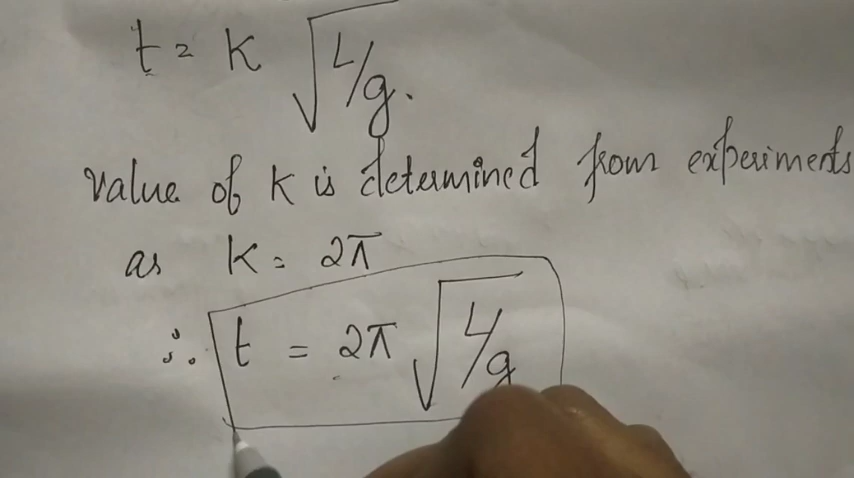 t = K √L/g.
value of K is determined from experiments
as K = 2π
∴ t = 2π √L/g